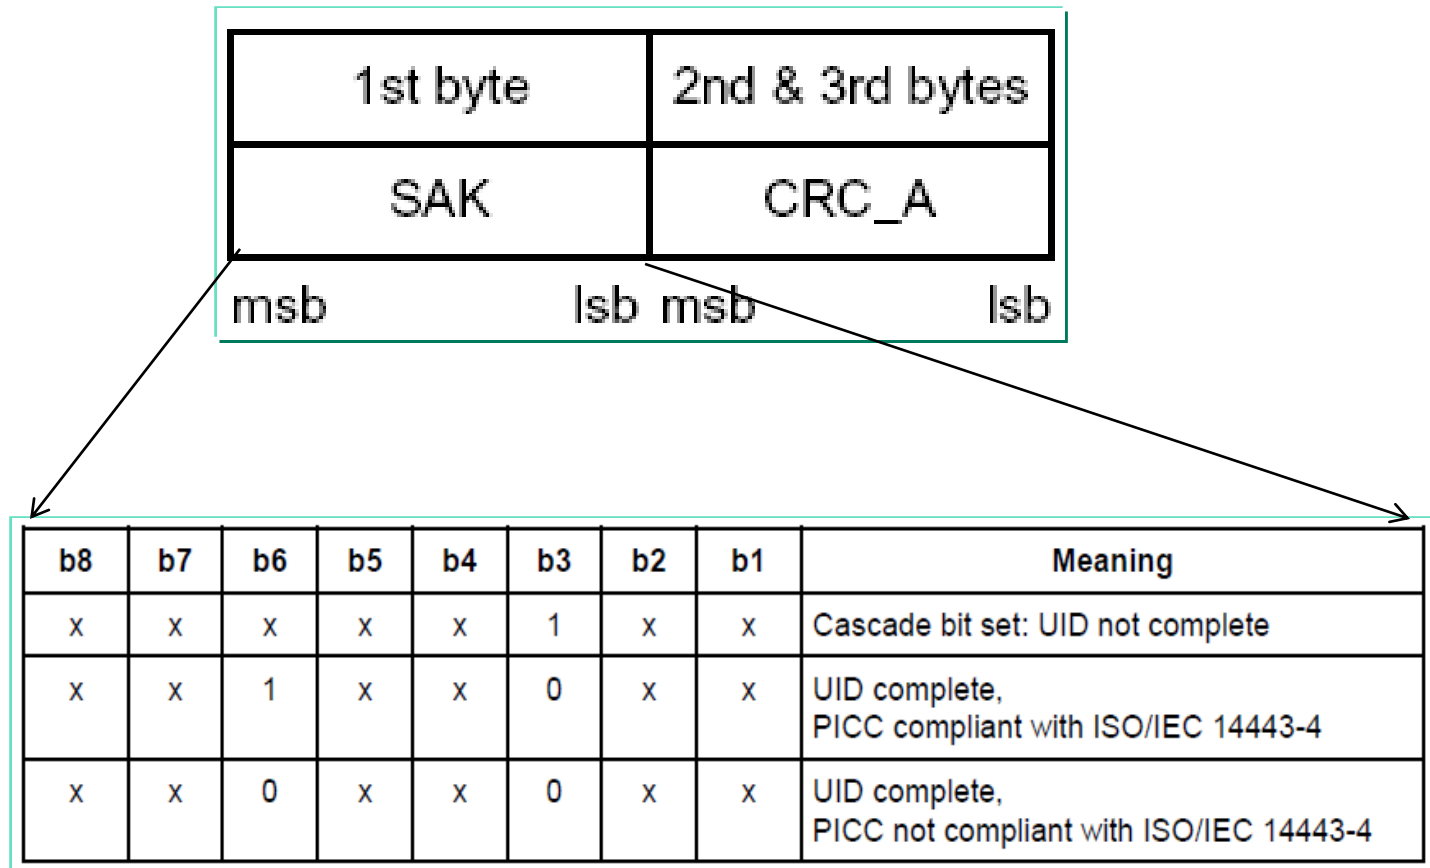 1st byte 2nd & 3rd bytes
SAK CRC_A
msb lsb msb lsb
b8 b7 b6 b5 b4 b3 b2 b1 Meaning
x x x x x 1 x x Cascade bit set: UID not complete
x x 1 x x 0 x x UID complete,
PICC compliant with ISO/IEC 14443-4
x x 0 x x 0 x x UID complete,
PICC not compliant with ISO/IEC 14443-4